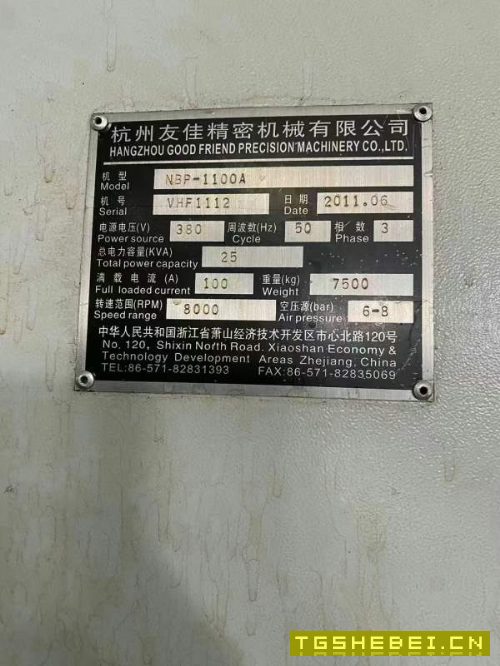 杭州友佳精密机械有限公司
HANGZHOU GOOD FRIEND PRECISION MACHINERY CO.,LTD.
机型 Model NBP-1100A
机号 Serial VHF1112 日期 Date 2011.06
电源电压(V) Power source 380 周波数(Hz) Cycle 50 相数 Phase 3
总电力容量(KVA) Total power capacity 25
满载电流(A) Full loaded current 100 重量(kg) Weight 7500
转速范围(RPM) Speed range 8000 空压源(bar) Air pressure 6-8
中华人民共和国浙江省萧山经济技术开发区市心北路120号
No. 120, Shixin North Road. Xiaoshan Economy &
Technology Development Areas Zhejiang, China
TEL:86-571-82831393 FAX:86-571-82835069
TGSHEBEI.CN